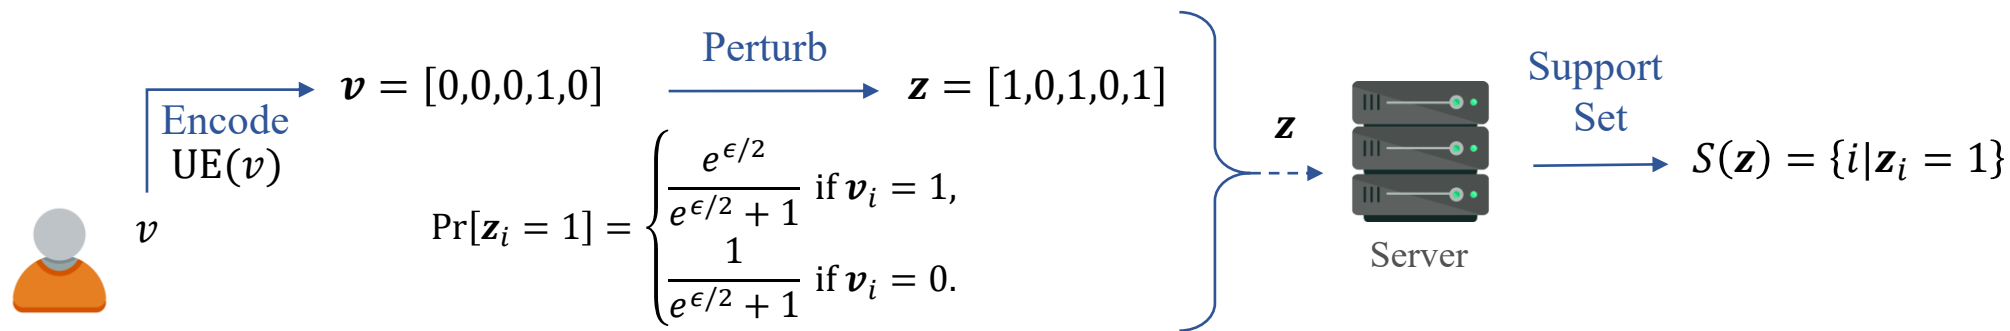 v
Encode
UE(v)
v = [0,0,0,1,0]
Perturb
z = [1,0,1,0,1]
Pr[z_i = 1] = { e^{ϵ/2} / (e^{ϵ/2} + 1) if v_i = 1,
1 / (e^{ϵ/2} + 1) if v_i = 0.
z
Server
Support
Set
S(z) = {i|z_i = 1}